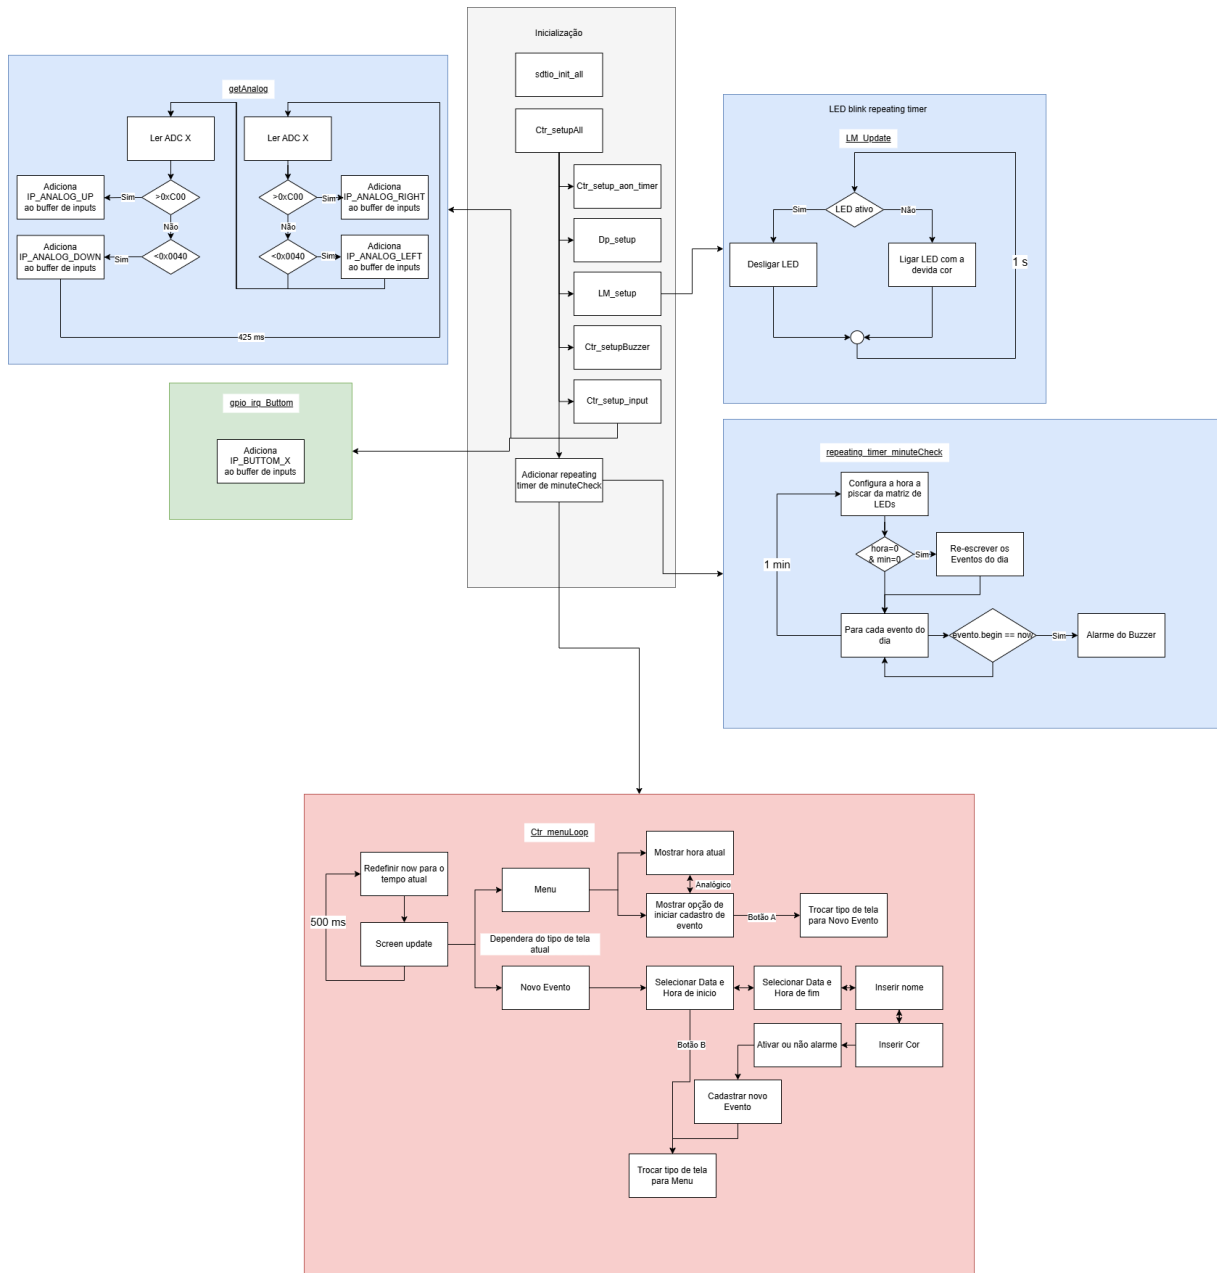 Inicialização
sdtio_init_all
Ctr_setupAll
Ctr_setup_aon_timer
Dp_setup
LM_setup
Ctr_setupBuzzer
Ctr_setup_input
Adicionar repeating
timer de minuteCheck
getAnalog
Ler ADC X
Ler ADC X
>0xC00
>0xC00
Sim
Sim
Adiciona
IP_ANALOG_UP
ao buffer de inputs
Adiciona
IP_ANALOG_RIGHT
ao buffer de inputs
Não
Não
<0x0040
<0x0040
Sim
Sim
Adiciona
IP_ANALOG_DOWN
ao buffer de inputs
Adiciona
IP_ANALOG_LEFT
ao buffer de inputs
425 ms
gpio_irq_Buttom
Adiciona
IP_BUTTOM_X
ao buffer de inputs
LED blink repeating timer
LM_Update
LED ativo
Sim
Não
Desligar LED
Ligar LED com a
devida cor
1 s
repeating_timer_minuteCheck
Configura a hora a
piscar da matriz de
LEDs
hora=0
& min=0
Sim
Re-escrever os
Eventos do dia
1 min
Para cada evento do
dia
evento.begin == now
Sim
Alarme do Buzzer
Ctr_menuLoop
Redefinir now para o
tempo atual
500 ms
Screen update
Menu
Dependera do tipo de tela
atual
Novo Evento
Mostrar hora atual
Analógico
Mostrar opção de
iniciar cadastro de
evento
Botão A
Trocar tipo de tela
para Novo Evento
Selecionar Data e
Hora de inicio
Selecionar Data e
Hora de fim
Inserir nome
Botão B
Ativar ou não alarme
Inserir Cor
Cadastrar novo
Evento
Trocar tipo de tela
para Menu